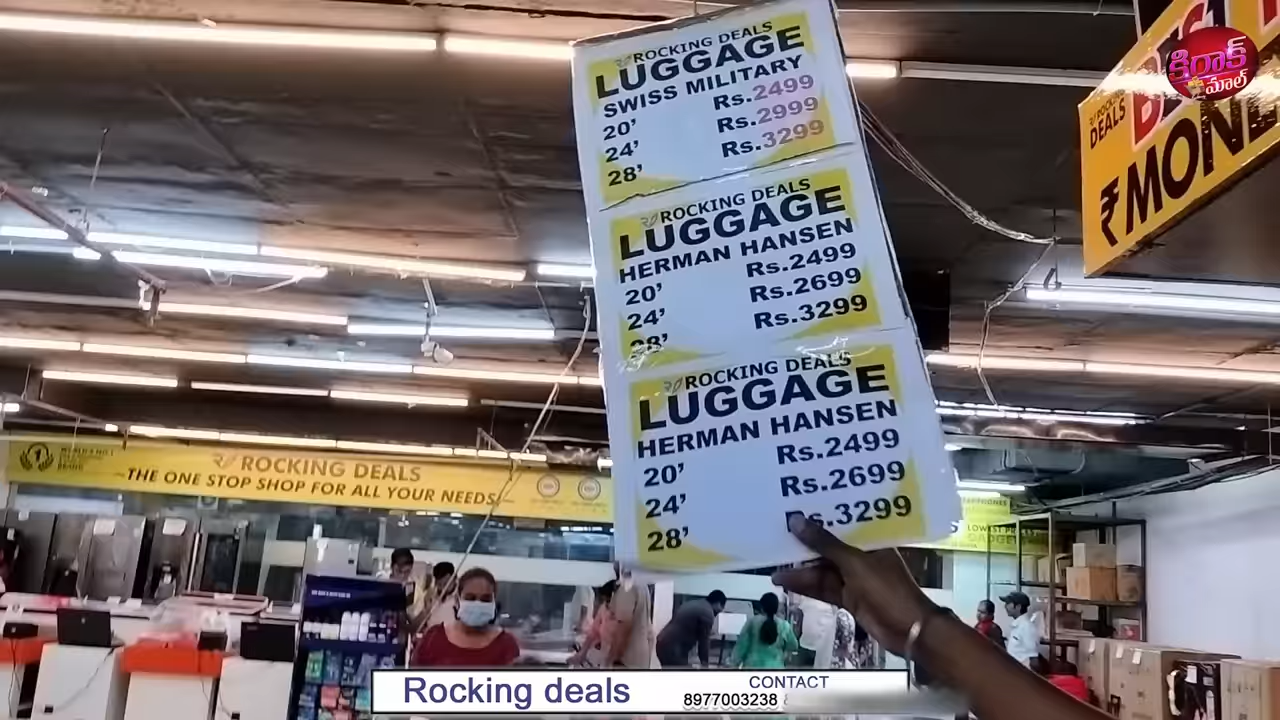 ROCKING DEALS
LUGGAGE
SWISS MILITARY
20' Rs.2499
24' Rs.2999
28' Rs.3299
ROCKING DEALS
LUGGAGE
HERMAN HANSEN
20' Rs.2499
24' Rs.2699
28' Rs.3299
ROCKING DEALS
LUGGAGE
HERMAN HANSEN
20' Rs.2499
24' Rs.2699
28' Rs.3299
కిరాక్
మాల్
ROCKING
DEALS
₹ MONE
ROCKING DEALS
THE ONE STOP SHOP FOR ALL YOUR NEEDS
LOWEST
Rocking deals
CONTACT
8977003238